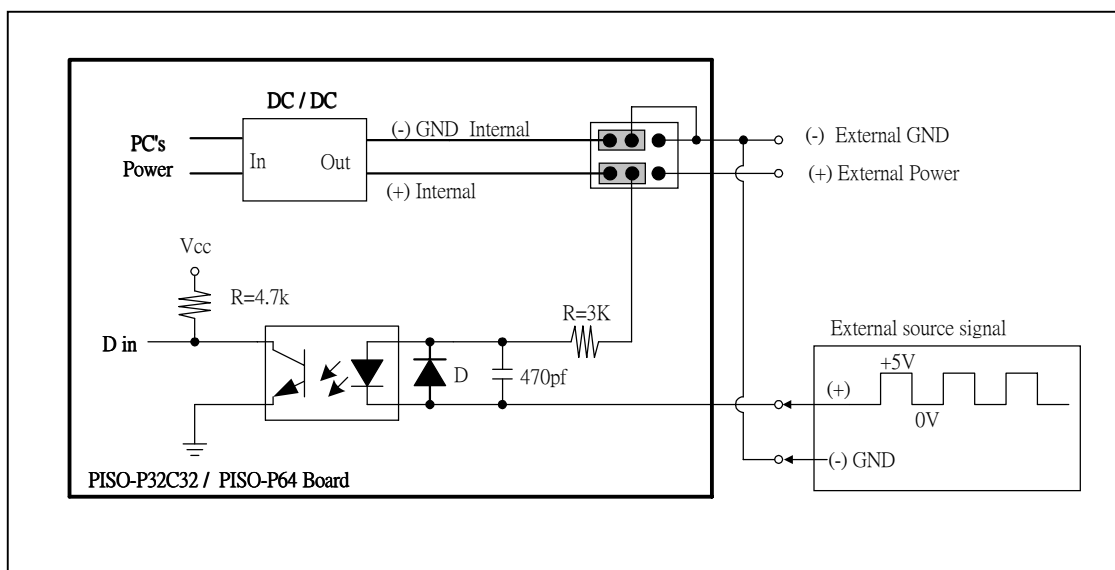 DC / DC
PC's
Power
In
Out
(-) GND Internal
(+) Internal
(-) External GND
(+) External Power
Vcc
R=4.7k
R=3K
D in
D
470pf
External source signal
+5V
(+)
0V
(-) GND
PISO-P32C32 / PISO-P64 Board